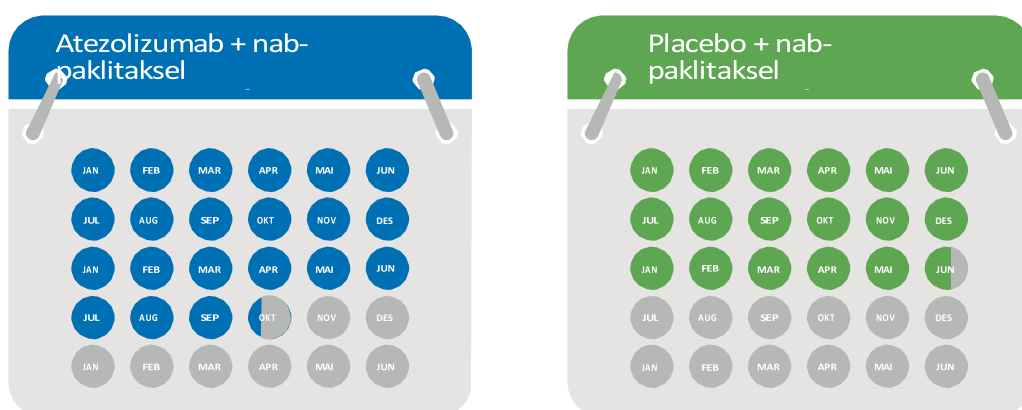 Atezolizumab + nab-
paklitaksel
JAN FEB MAR APR MAI JUN
JUL AUG SEP OKT NOV DES
JAN FEB MAR APR MAI JUN
JUL AUG SEP OKT NOV DES
JAN FEB MAR APR MAI JUN
Placebo + nab-
paklitaksel
JAN FEB MAR APR MAI JUN
JUL AUG SEP OKT NOV DES
JAN FEB MAR APR MAI JUN
JUL AUG SEP OKT NOV DES
JAN FEB MAR APR MAI JUN